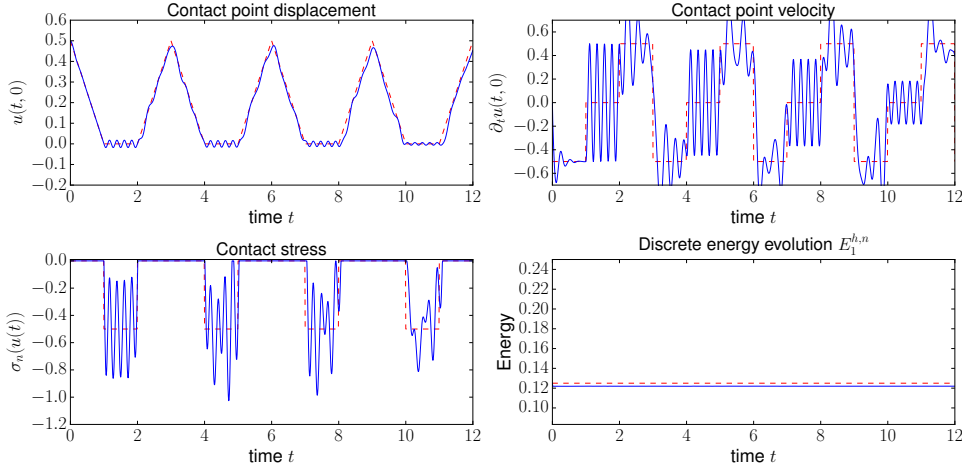 Contact point displacement
0.6
0.5
0.4
0.3
0.2
0.1
0.0
−0.1
−0.2
u(t, 0)
0 2 4 6 8 10 12
time t
Contact point velocity
0.6
0.4
0.2
0.0
−0.2
−0.4
−0.6
∂ₜu(t, 0)
0 2 4 6 8 10 12
time t
Contact stress
0.0
−0.2
−0.4
−0.6
−0.8
−1.0
−1.2
σₙ(u(t))
0 2 4 6 8 10 12
time t
Discrete energy evolution E₁^{h,n}
0.24
0.22
0.20
0.18
0.16
0.14
0.12
0.10
Energy
0 2 4 6 8 10 12
time t